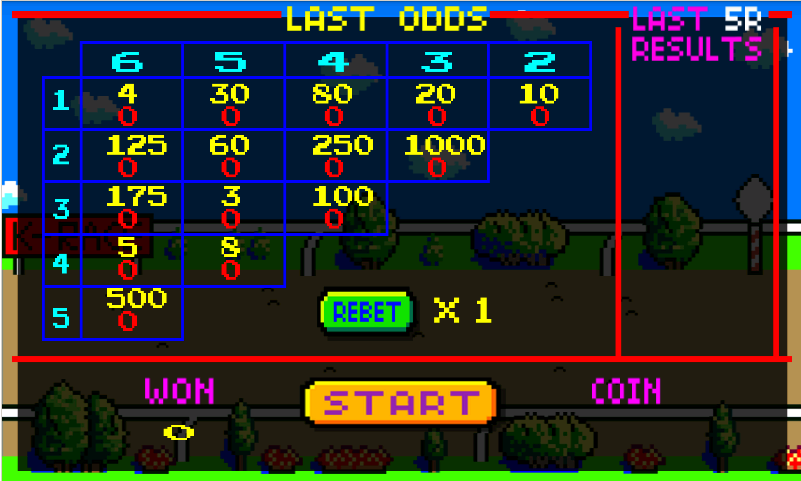 LAST ODDS
LAST 5R
RESULTS
6 5 4 3 2
1 4 30 80 20 10
0 0 0 0 0
2 125 60 250 1000
0 0 0 0
3 175 3 100
0 0 0
4 5 8
0 0
5 500
0
REBET X 1
WON START COIN
0